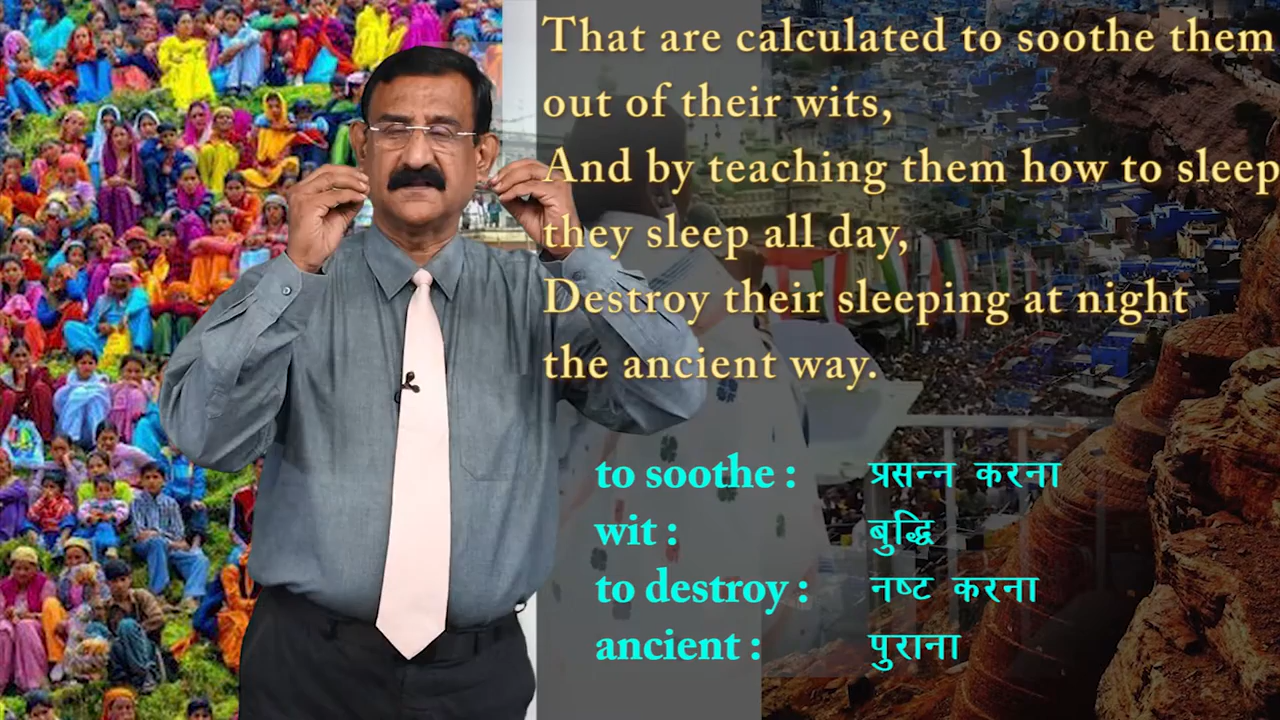 That are calculated to soothe them
out of their wits,
And by teaching them how to sleep
they sleep all day,
Destroy their sleeping at night
the ancient way.
to soothe : प्रसन्न करना
wit : बुद्धि
to destroy : नष्ट करना
ancient : पुराना